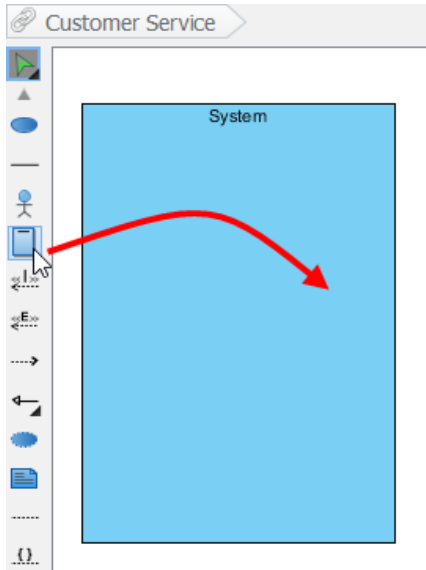 Customer Service
System
<<I>>
<<E>>
{}